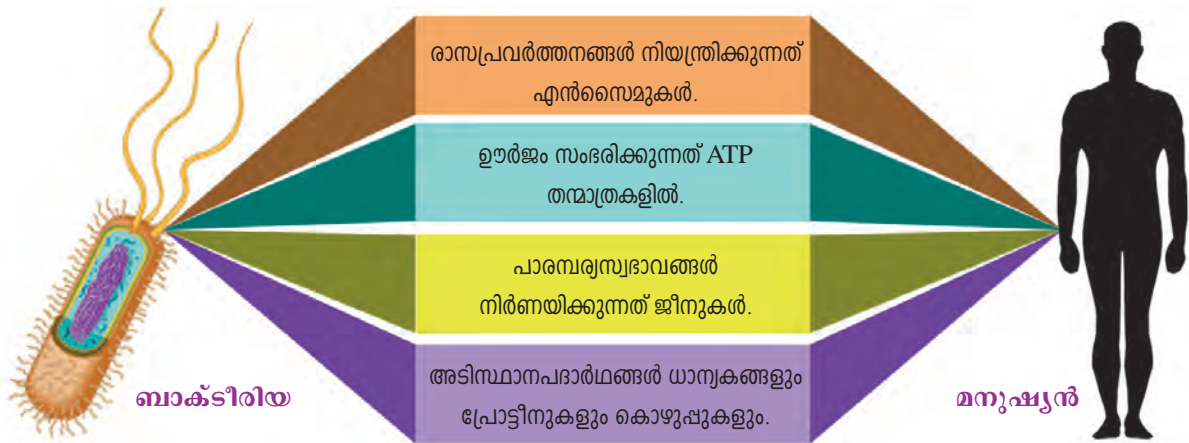 രാസപ്രവർത്തനങ്ങൾ നിയന്ത്രിക്കുന്നത്
എൻസൈമുകൾ.
ഊർജം സംഭരിക്കുന്നത് ATP
തന്മാത്രകളിൽ.
പാരമ്പര്യസ്വഭാവങ്ങൾ
നിർണയിക്കുന്നത് ജീനുകൾ.
അടിസ്ഥാനപദാർഥങ്ങൾ ധാന്യകങ്ങളും
പ്രോട്ടീനുകളും കൊഴുപ്പുകളും.
ബാക്ടീരിയ
മനുഷ്യൻ